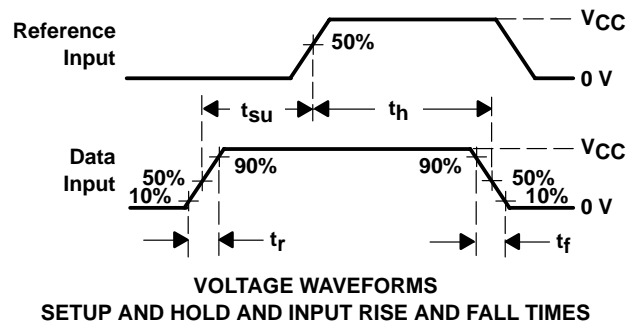 Reference
Input
VCC
50%
0 V
tsu
th
Data
Input
VCC
50%
10%
90%
90%
50%
10%
0 V
tr
tf
VOLTAGE WAVEFORMS
SETUP AND HOLD AND INPUT RISE AND FALL TIMES